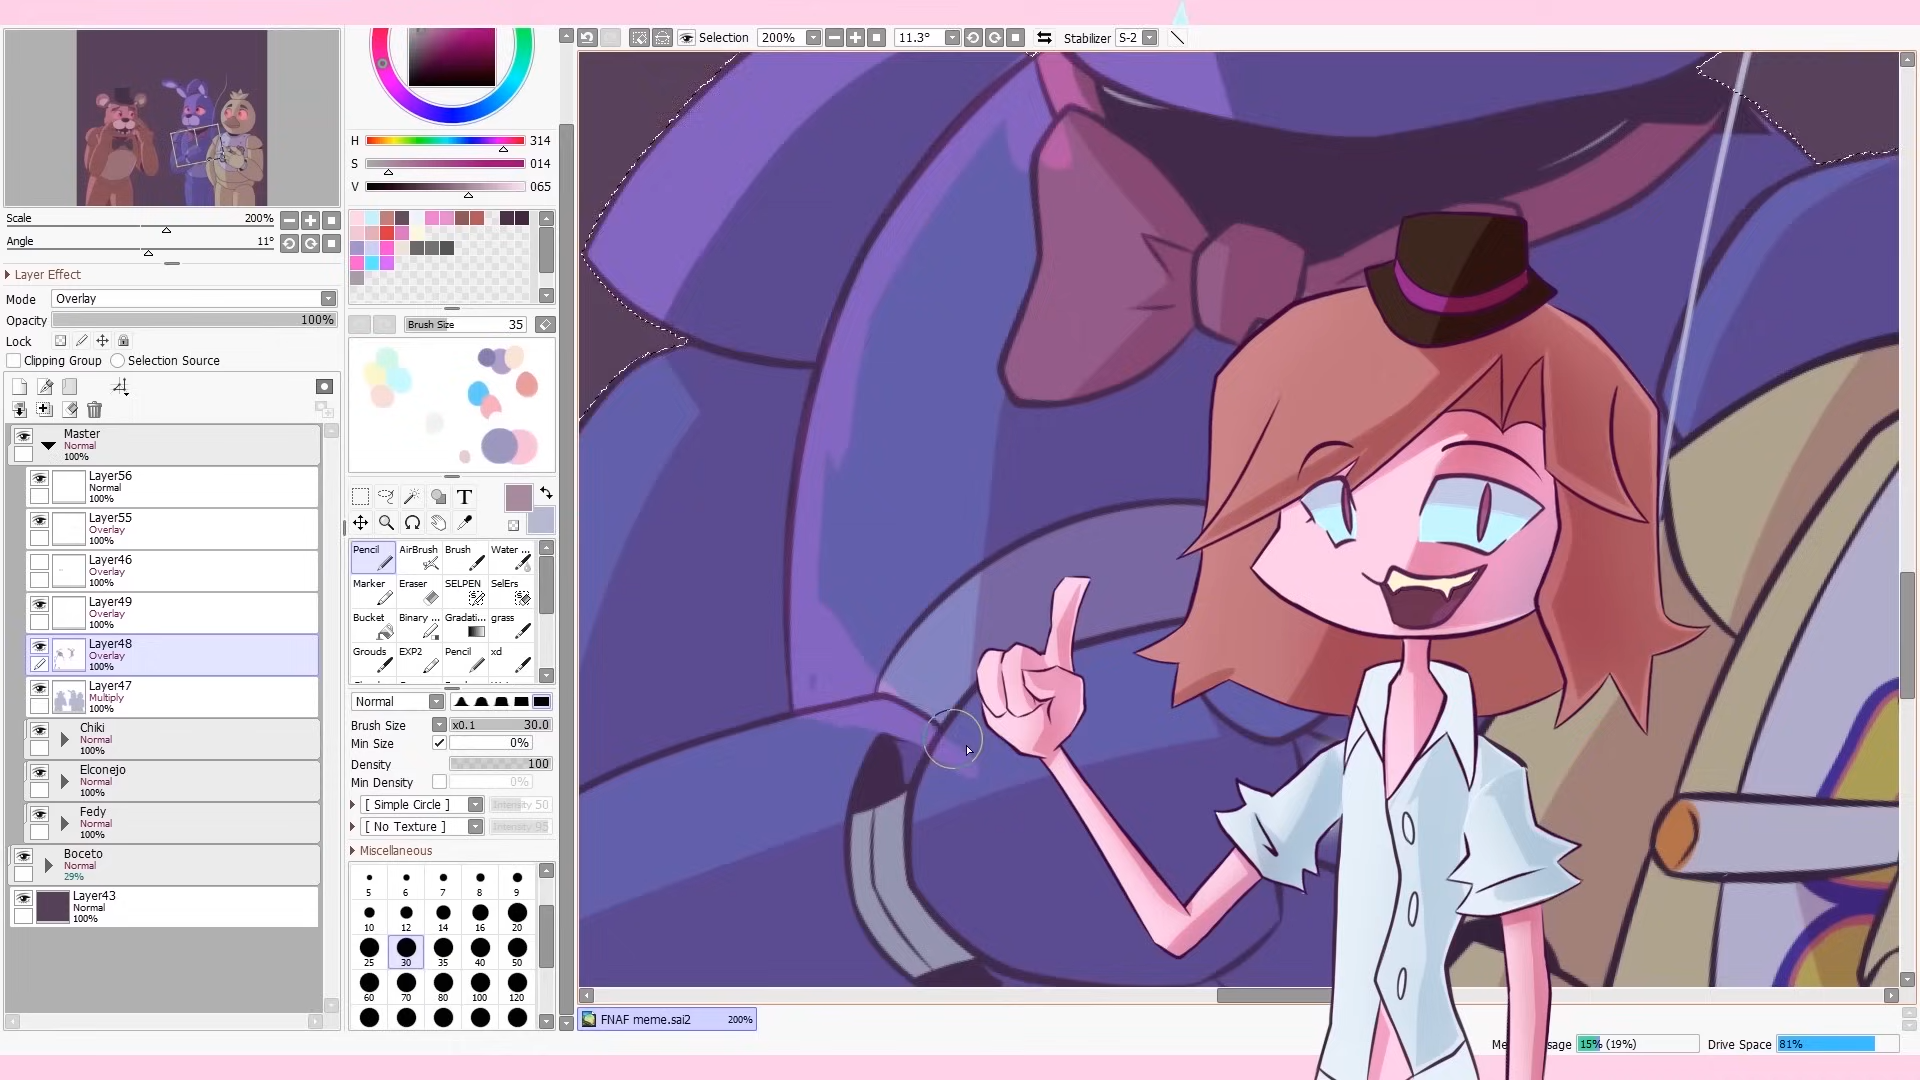 Scale 200%
Angle 11°
Layer Effect
Mode Overlay
Opacity 100%
Lock
Clipping Group Selection Source
Master
Normal
100%
Layer56
Normal
100%
Layer55
Overlay
100%
Layer46
Overlay
100%
Layer49
Overlay
100%
Layer48
Overlay
100%
Layer47
Multiply
100%
Chiki
Normal
100%
Elconejo
Normal
100%
Fedy
Normal
100%
Boceto
Normal
29%
Layer43
Normal
100%
H 314
S 014
V 065
Brush Size 35
T
Pencil AirBrush Brush Water ...
Marker Eraser SELPEN SelErs
Bucket Binary ... Gradati... grass
Grouds EXP2 Pencil xd
Normal
Brush Size x0.1 30.0
Min Size 0%
Density 100
Min Density 0%
[ Simple Circle ] Intensity 50
[ No Texture ] Intensity 95
Miscellaneous
5 6 7 8 9
10 12 14 16 20
25 30 35 40 50
60 70 80 100 120
Selection 200% 11.3° Stabilizer S-2
FNAF meme.sai2 200%
Me sage 15% (19%) Drive Space 81%